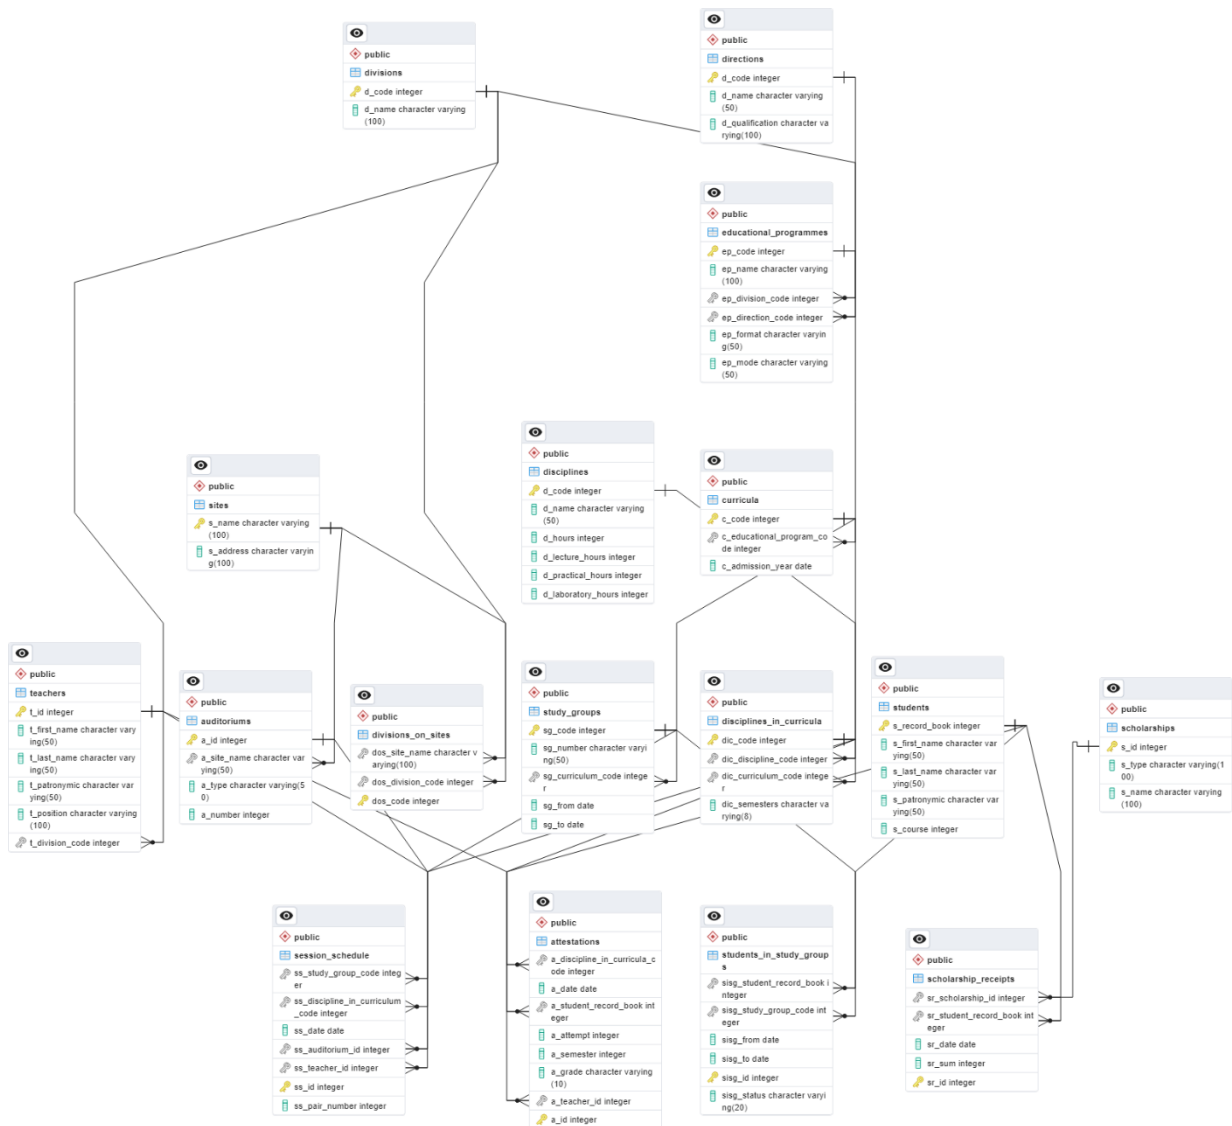 public
divisions
d_code integer
d_name character varying
(100)
public
directions
d_code integer
d_name character varying
(50)
d_qualification character va
rying(100)
public
educational_programmes
ep_code integer
ep_name character varying
(100)
ep_division_code integer
ep_direction_code integer
ep_format character varyin
g(50)
ep_mode character varying
(50)
public
disciplines
d_code integer
d_name character varying
(50)
d_hours integer
d_lecture_hours integer
d_practical_hours integer
d_laboratory_hours integer
public
curricula
c_code integer
c_educational_program_co
de integer
c_admission_year date
public
sites
s_name character varying
(100)
s_address character varyin
g(100)
public
teachers
t_id integer
t_first_name character vary
ing(50)
t_last_name character vary
ing(50)
t_patronymic character var
ying(50)
t_position character varying
(100)
t_division_code integer
public
auditoriums
a_id integer
a_site_name character var
ying(50)
a_type character varying(5
0)
a_number integer
public
divisions_on_sites
dos_site_name character v
arying(100)
dos_division_code integer
dos_code integer
public
study_groups
sg_code integer
sg_number character varyi
ng(50)
sg_curriculum_code intege
r
sg_from date
sg_to date
public
disciplines_in_curricula
dic_code integer
dic_discipline_code integer
dic_curriculum_code intege
r
dic_semesters character va
rying(8)
public
students
s_record_book integer
s_first_name character var
ying(50)
s_last_name character var
ying(50)
s_patronymic character var
ying(50)
s_course integer
public
scholarships
s_id integer
s_type character varying(1
00)
s_name character varying
(100)
public
session_schedule
ss_study_group_code integ
er
ss_discipline_in_curriculum
_code integer
ss_date date
ss_auditorium_id integer
ss_teacher_id integer
ss_id integer
ss_pair_number integer
public
attestations
a_discipline_in_curricula_c
ode integer
a_date date
a_student_record_book int
eger
a_attempt integer
a_semester integer
a_grade character varying
(10)
a_teacher_id integer
a_id integer
public
students_in_study_group
s
sisg_student_record_book i
nteger
sisg_study_group_code int
eger
sisg_from date
sisg_to date
sisg_id integer
sisg_status character varyi
ng(20)
public
scholarship_receipts
sr_scholarship_id integer
sr_student_record_book int
eger
sr_date date
sr_sum integer
sr_id integer